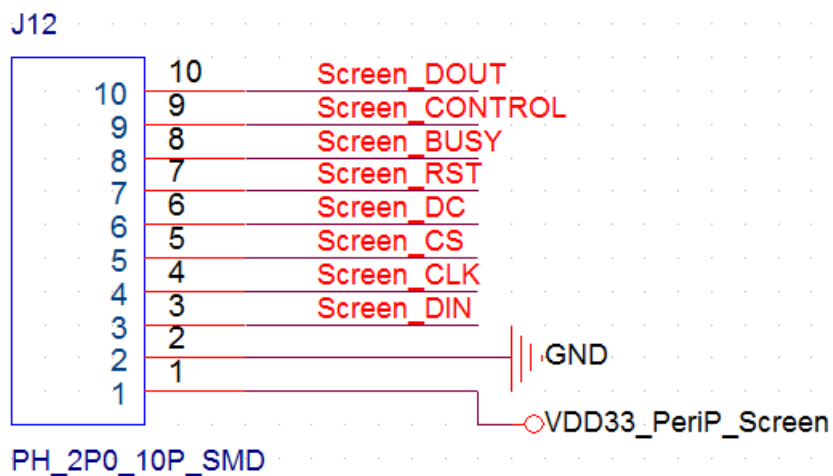 J12
10 10 Screen_DOUT
9 9 Screen_CONTROL
8 8 Screen_BUSY
7 7 Screen_RST
6 6 Screen_DC
5 5 Screen_CS
4 4 Screen_CLK
3 3 Screen_DIN
2 2 GND
1 1 VDD33_PeriP_Screen
PH_2P0_10P_SMD